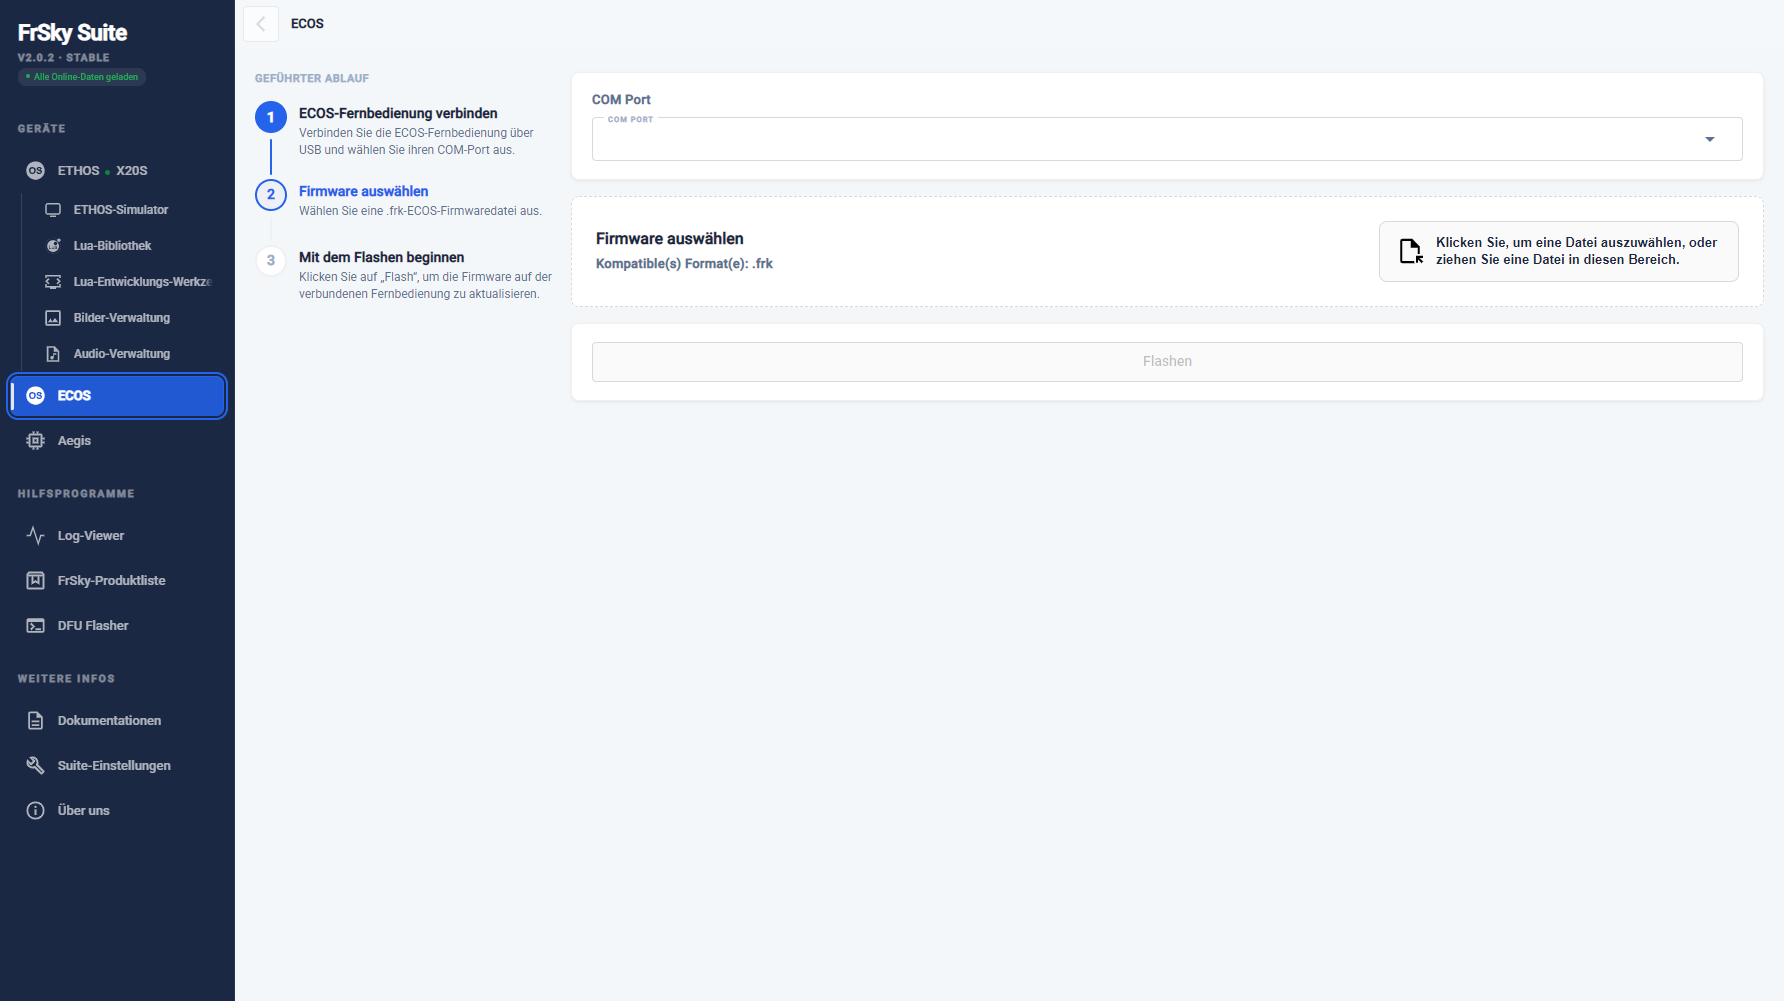 FrSky Suite
V2.0.2 · STABLE
• Alle Online-Daten geladen
GERÄTE
ETHOS • X20S
ETHOS-Simulator
Lua-Bibliothek
Lua-Entwicklungs-Werkze
Bilder-Verwaltung
Audio-Verwaltung
ECOS
Aegis
HILFSPROGRAMME
Log-Viewer
FrSky-Produktliste
DFU Flasher
WEITERE INFOS
Dokumentationen
Suite-Einstellungen
Über uns
ECOS
GEFÜHRTER ABLAUF
1
ECOS-Fernbedienung verbinden
Verbinden Sie die ECOS-Fernbedienung über
USB und wählen Sie ihren COM-Port aus.
2
Firmware auswählen
Wählen Sie eine .frk-ECOS-Firmwaredatei aus.
3
Mit dem Flashen beginnen
Klicken Sie auf „Flash“, um die Firmware auf der
verbundenen Fernbedienung zu aktualisieren.
COM Port
COM PORT
Firmware auswählen
Kompatible(s) Format(e): .frk
Klicken Sie, um eine Datei auszuwählen, oder
ziehen Sie eine Datei in diesen Bereich.
Flashen